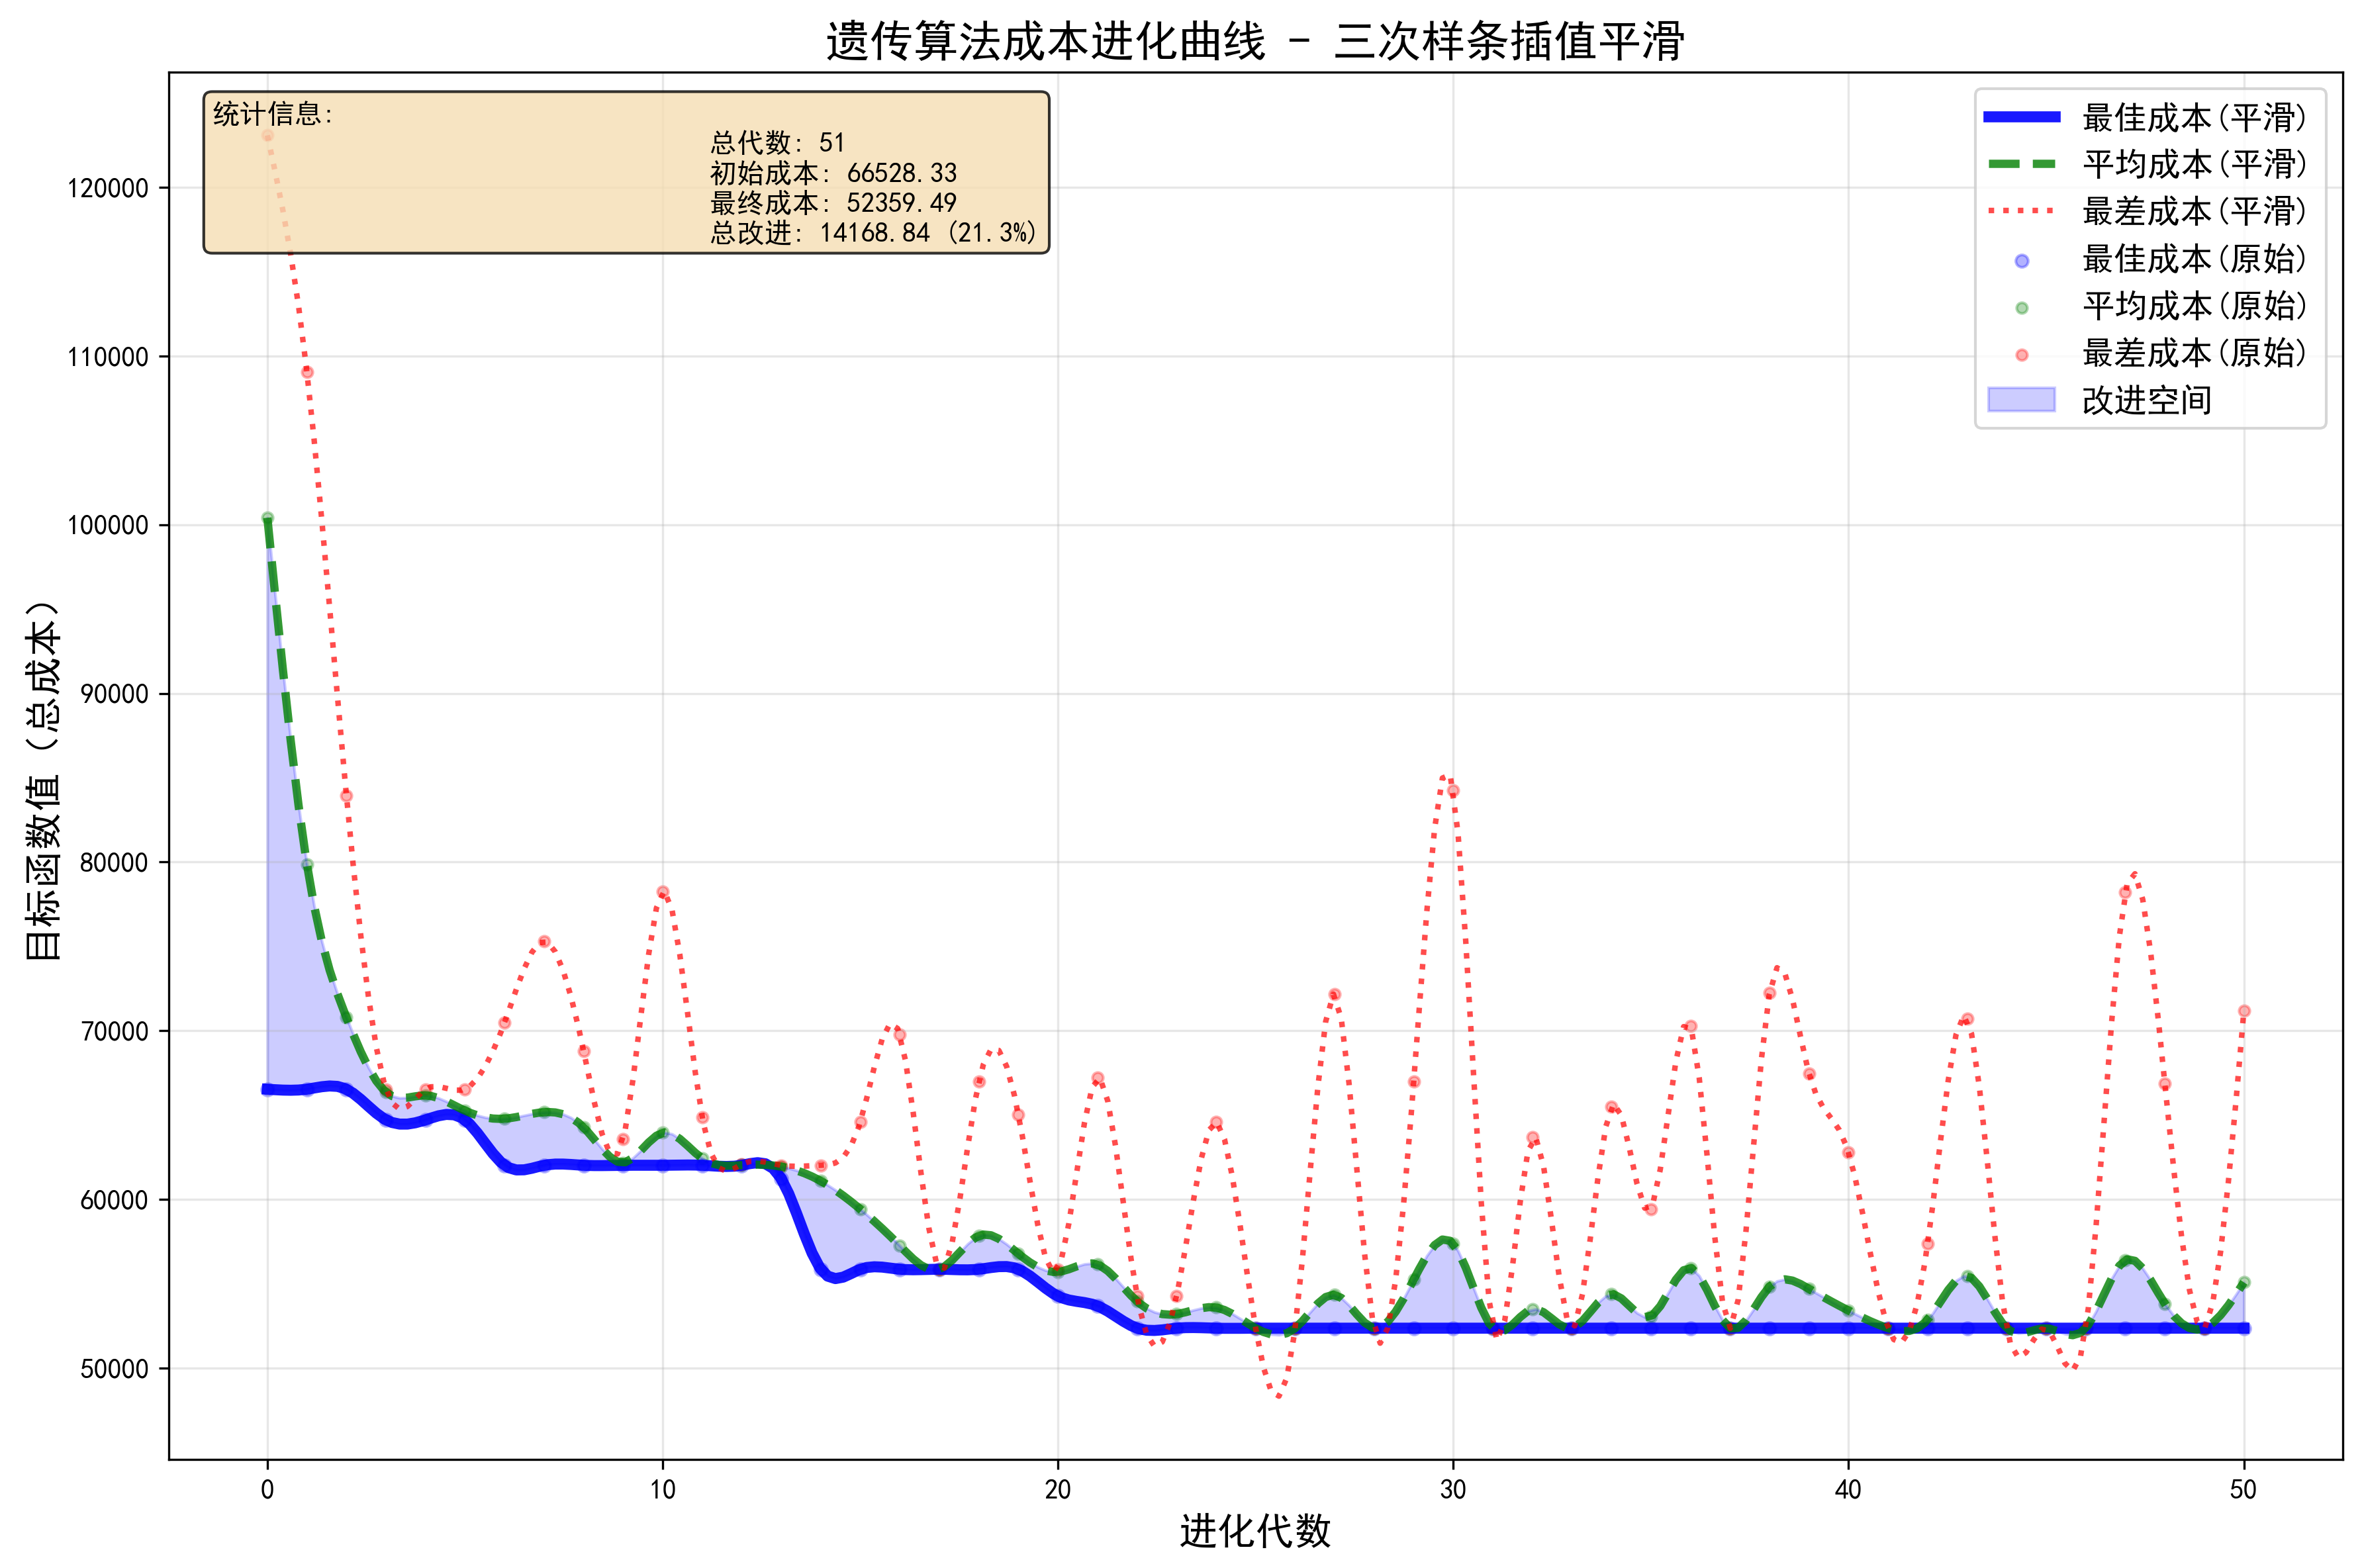 遗传算法成本进化曲线 - 三次样条插值平滑
统计信息:
总代数: 51
初始成本: 66528.33
最终成本: 52359.49
总改进: 14168.84 (21.3%)
最佳成本(平滑)
平均成本(平滑)
最差成本(平滑)
最佳成本(原始)
平均成本(原始)
最差成本(原始)
改进空间
目标函数值（总成本）
120000
110000
100000
90000
80000
70000
60000
50000
0
10
20
30
40
50
进化代数